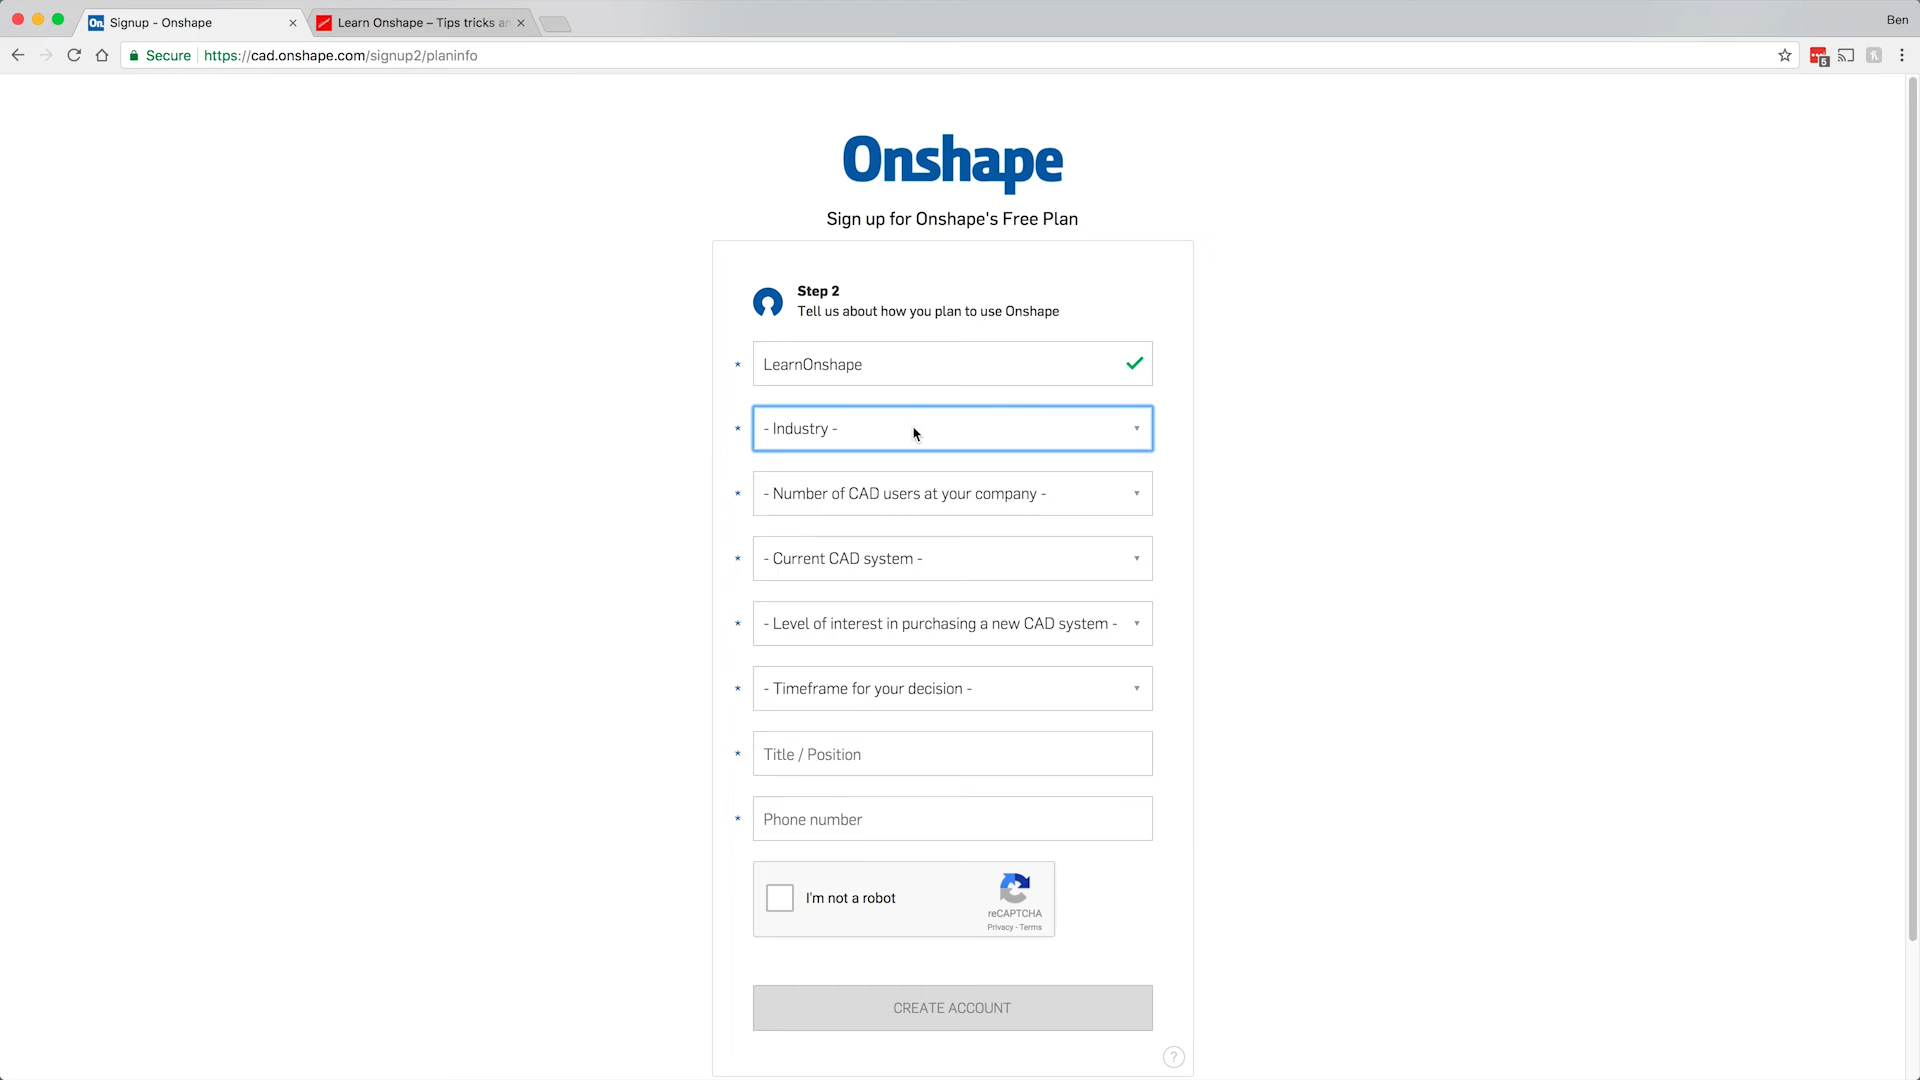 On Signup - Onshape
Learn Onshape – Tips tricks an
Ben
Secure https://cad.onshape.com/signup2/planinfo
5
Onshape
Sign up for Onshape's Free Plan
Step 2
Tell us about how you plan to use Onshape
* LearnOnshape
* - Industry -
* - Number of CAD users at your company -
* - Current CAD system -
* - Level of interest in purchasing a new CAD system -
* - Timeframe for your decision -
* Title / Position
* Phone number
I'm not a robot
reCAPTCHA
Privacy - Terms
CREATE ACCOUNT
?